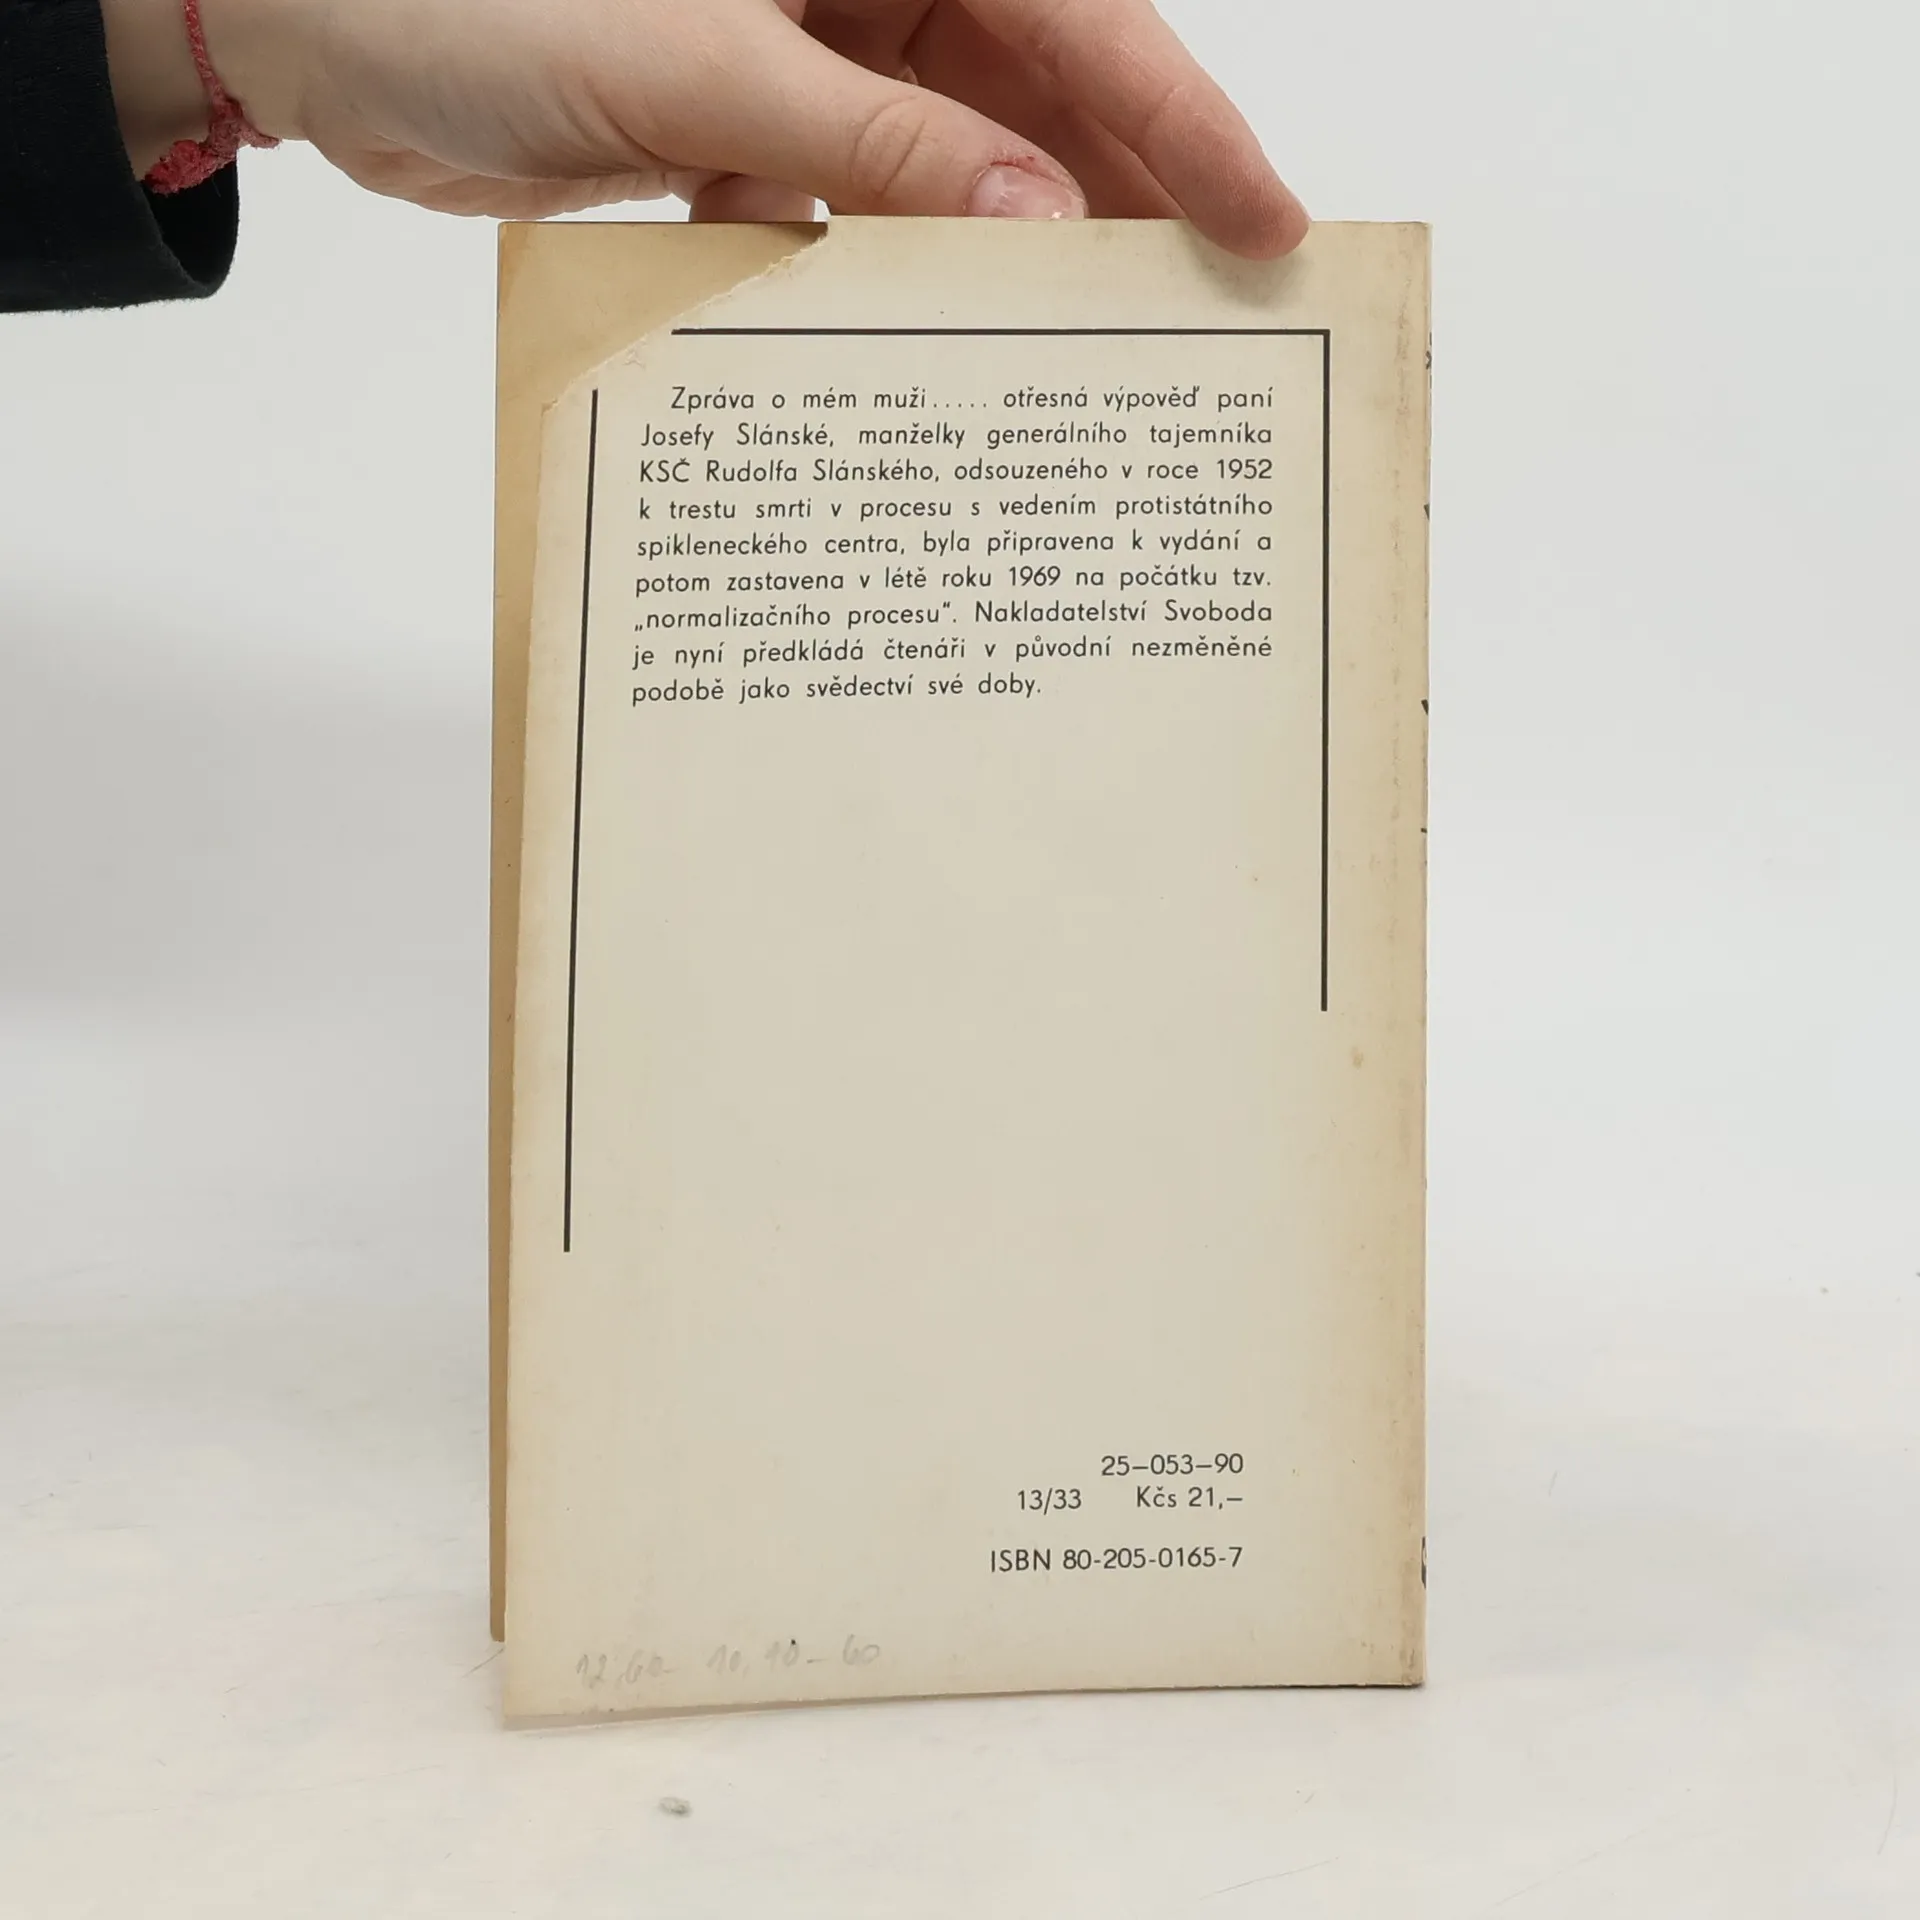 Zpráva o mém muži..... otřesná výpověď paní
Josefy Slánské, manželky generálního tajemníka
KSČ Rudolfa Slánského, odsouzeného v roce 1952
k trestu smrti v procesu s vedením protistátního
spikleneckého centra, byla připravena k vydání a
potom zastavena v létě roku 1969 na počátku tzv.
„normalizačního procesu“. Nakladatelství Svoboda
je nyní předkládá čtenáři v původní nezměněné
podobě jako svědectví své doby.
25–053–90
13/33 Kčs 21,–
ISBN 80-205-0165-7